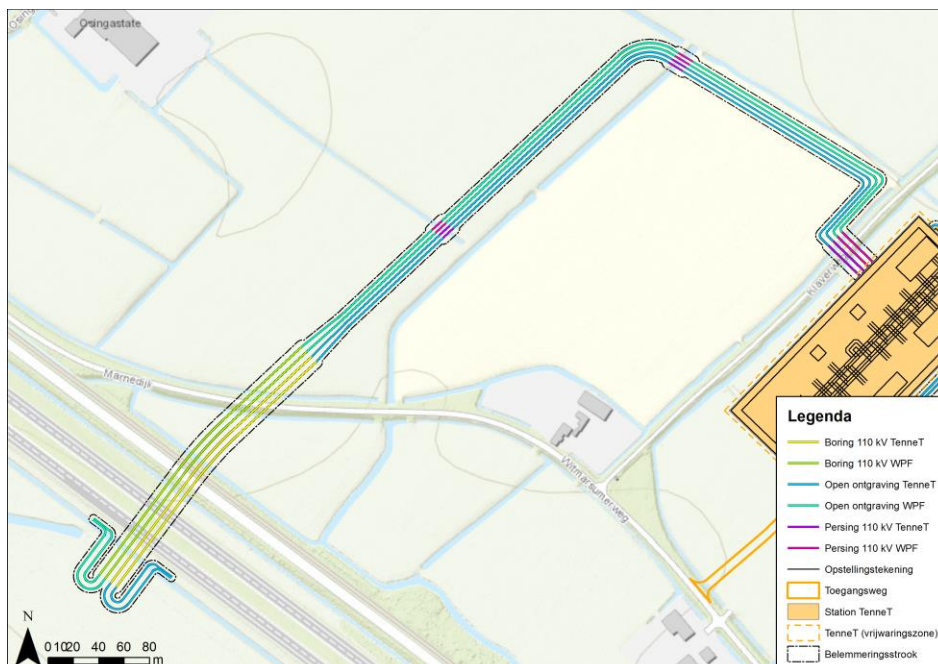 Osingastate
Osing
Klaverw
Marnedijk
Witmarsumerweg
Legenda
Boring 110 kV TenneT
Boring 110 kV WPF
Open ontgraving TenneT
Open ontgraving WPF
Persing 110 kV TenneT
Persing 110 kV WPF
Opstellingstekening
Toegangsweg
Station TenneT
TenneT (vrijwaringszone)
Belemmeringsstrook
N
0 10 20 40 60 80
m